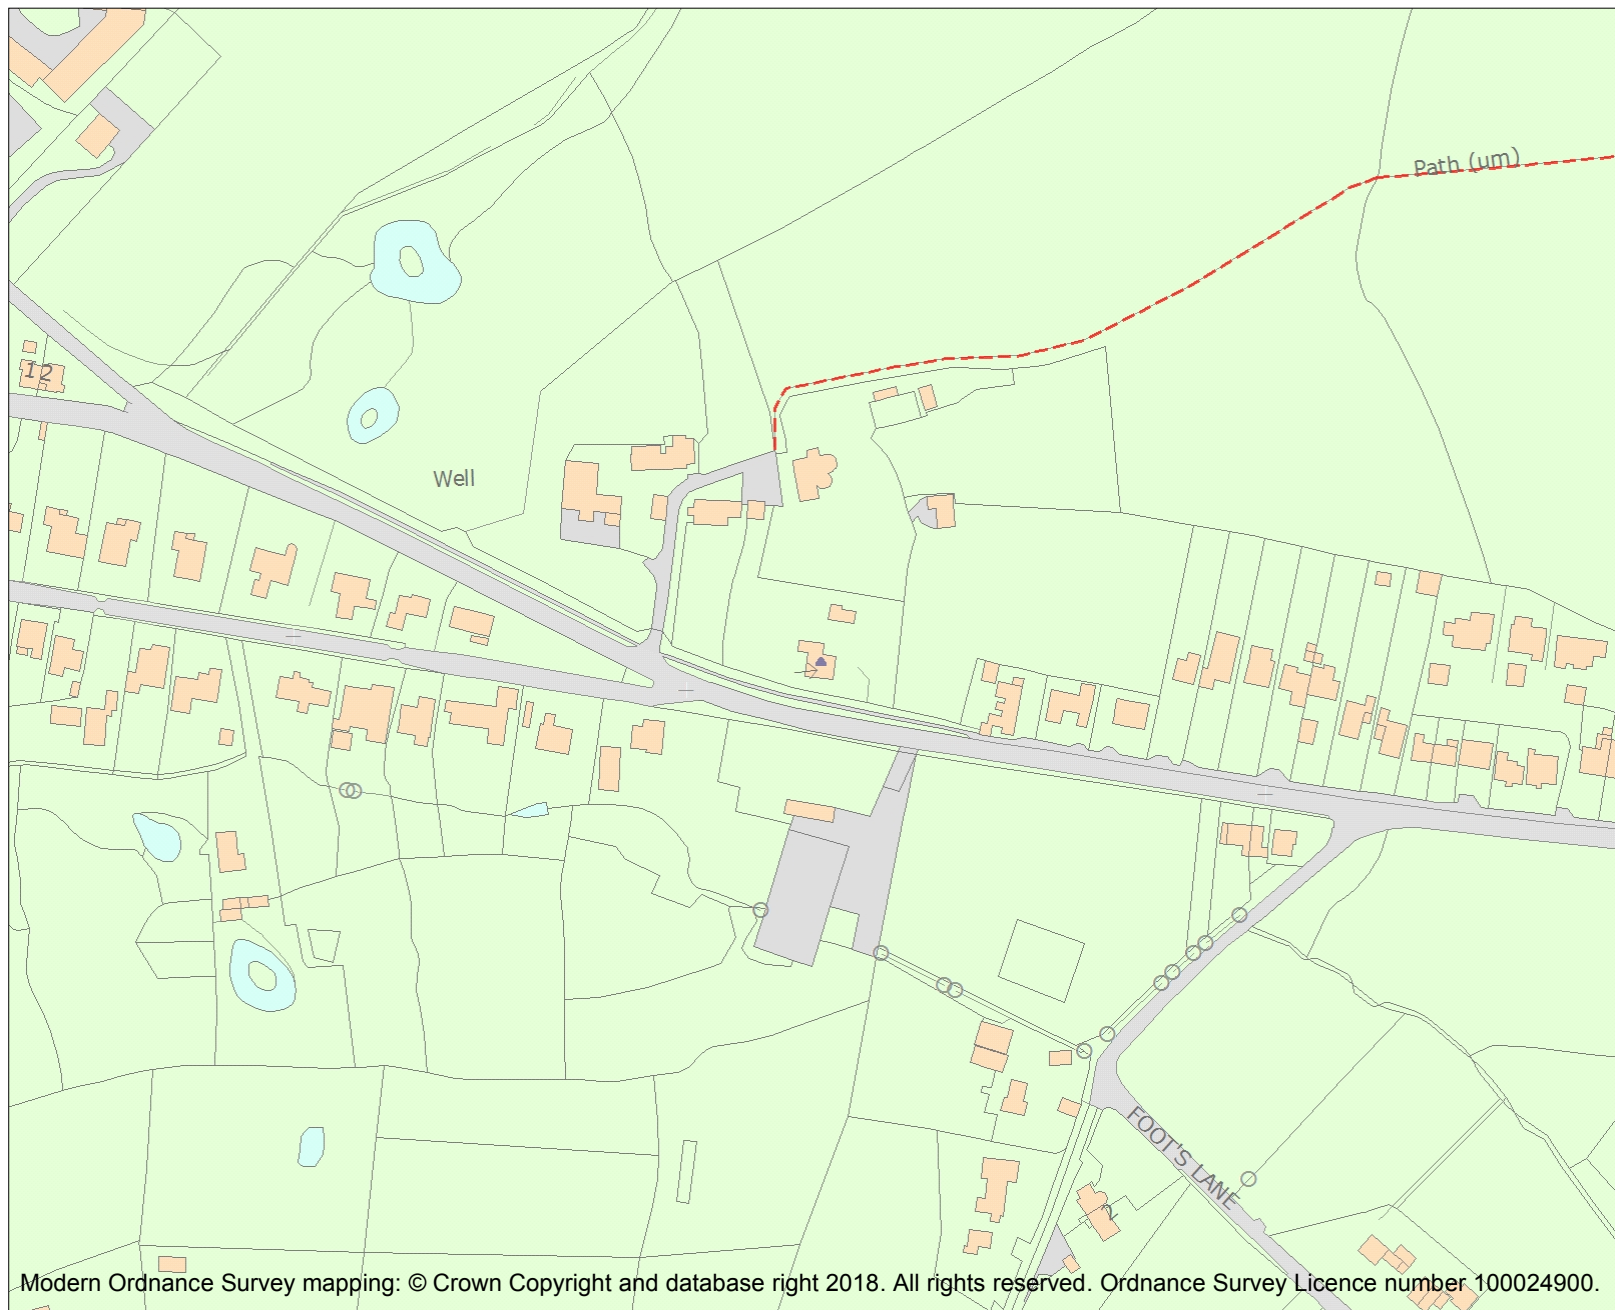 Path (um)
12
Well
FOOT'S LANE
2
Modern Ordnance Survey mapping: © Crown Copyright and database right 2018. All rights reserved. Ordnance Survey Licence number 100024900.